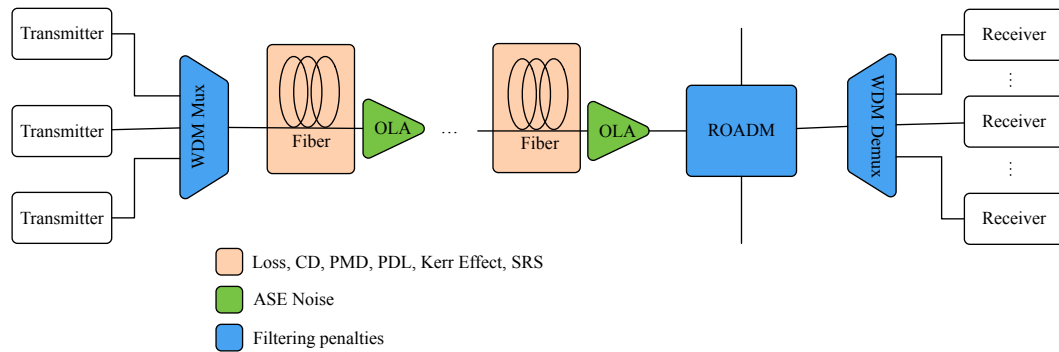 Transmitter
Transmitter
Transmitter
WDM Mux
Fiber
OLA
...
Fiber
OLA
ROADM
WDM Demux
Receiver
...
Receiver
...
Receiver
Loss, CD, PMD, PDL, Kerr Effect, SRS
ASE Noise
Filtering penalties